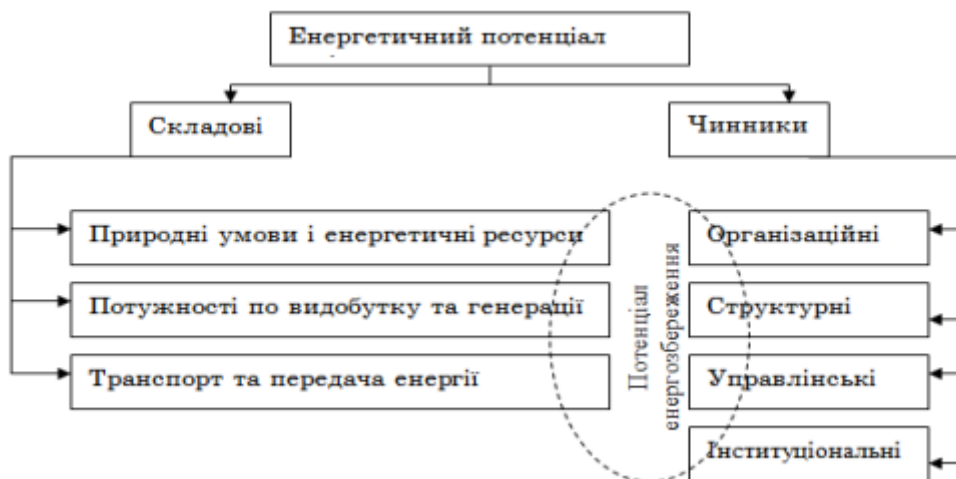 Енергетичний потенціал
Складові
Чинники
Природні умови і енергетичні ресурси
Потужності по видобутку та генерації
Транспорт та передача енергії
Потенціал
енергозбереження
Організаційні
Структурні
Управлінські
Інституціональні